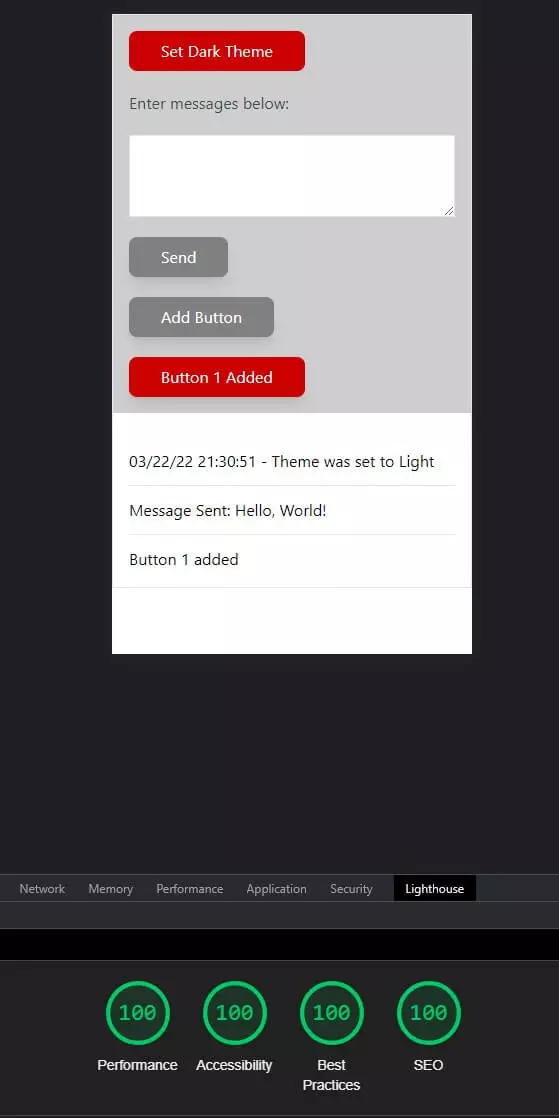 Set Dark Theme
Enter messages below:
Send
Add Button
Button 1 Added
03/22/22 21:30:51 - Theme was set to Light
Message Sent: Hello, World!
Button 1 added
Network Memory Performance Application Security Lighthouse
100 100 100 100
Performance Accessibility Best Practices SEO